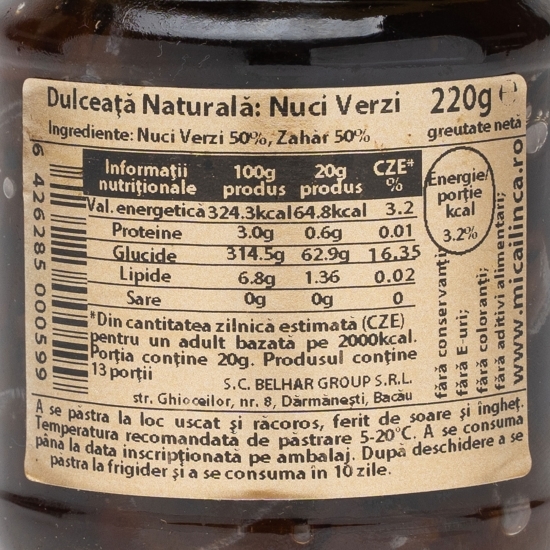 Dulceață Naturală: Nuci Verzi 220g e
Ingrediente: Nuci Verzi 50%, Zahăr 50% greutate netă
Informații nutriționale 100g produs 20g produs CZE* %
Val. energetică 324.3kcal 64.8kcal 3.2
Proteine 3.0g 0.6g 0.01
Glucide 314.5g 62.9g 16.35
Lipide 6.8g 1.36 0.02
Sare 0g 0g 0
*Din cantitatea zilnică estimată (CZE)
pentru un adult bazată pe 2000kcal.
Porția conține 20g. Produsul conține
13 porții
S.C. BELHAR GROUP S.R.L.
str. Ghioceilor, nr. 8, Dărmănești, Bacău
Energie/
porție
kcal
3.2%
fără conservanți;
fără E-uri;
fără coloranți;
fără aditivi alimentari;
www.micailinca.ro
6 426285 000599
A se păstra la loc uscat și răcoros, ferit de soare și îngheț.
Temperatura recomandată de păstrare 5-20°C. A se consuma
până la data inscripționată pe ambalaj. După deschidere a se
păstra la frigider și a se consuma în 10 zile.